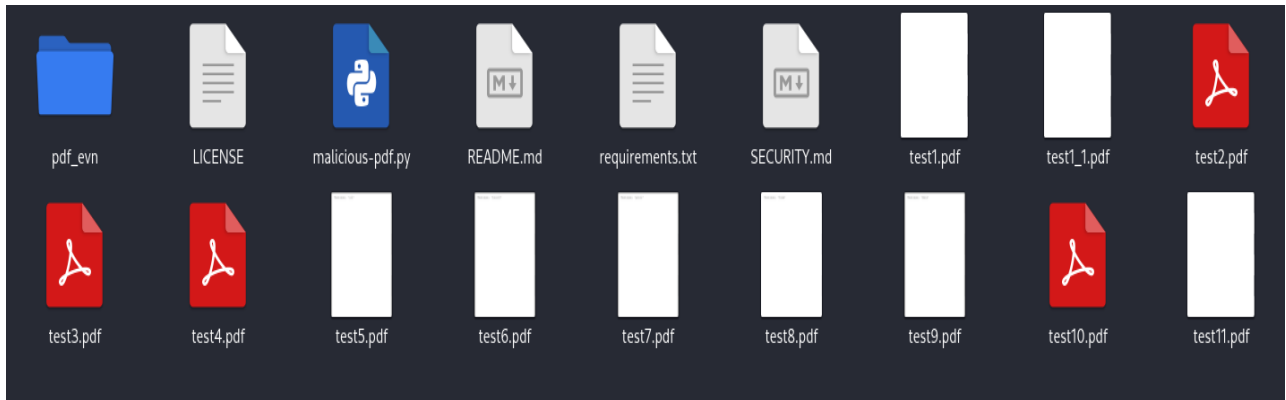 pdf_evn
LICENSE
malicious-pdf.py
README.md
requirements.txt
SECURITY.md
test1.pdf
test1_1.pdf
test2.pdf
test3.pdf
test4.pdf
test5.pdf
test6.pdf
test7.pdf
test8.pdf
test9.pdf
test10.pdf
test11.pdf